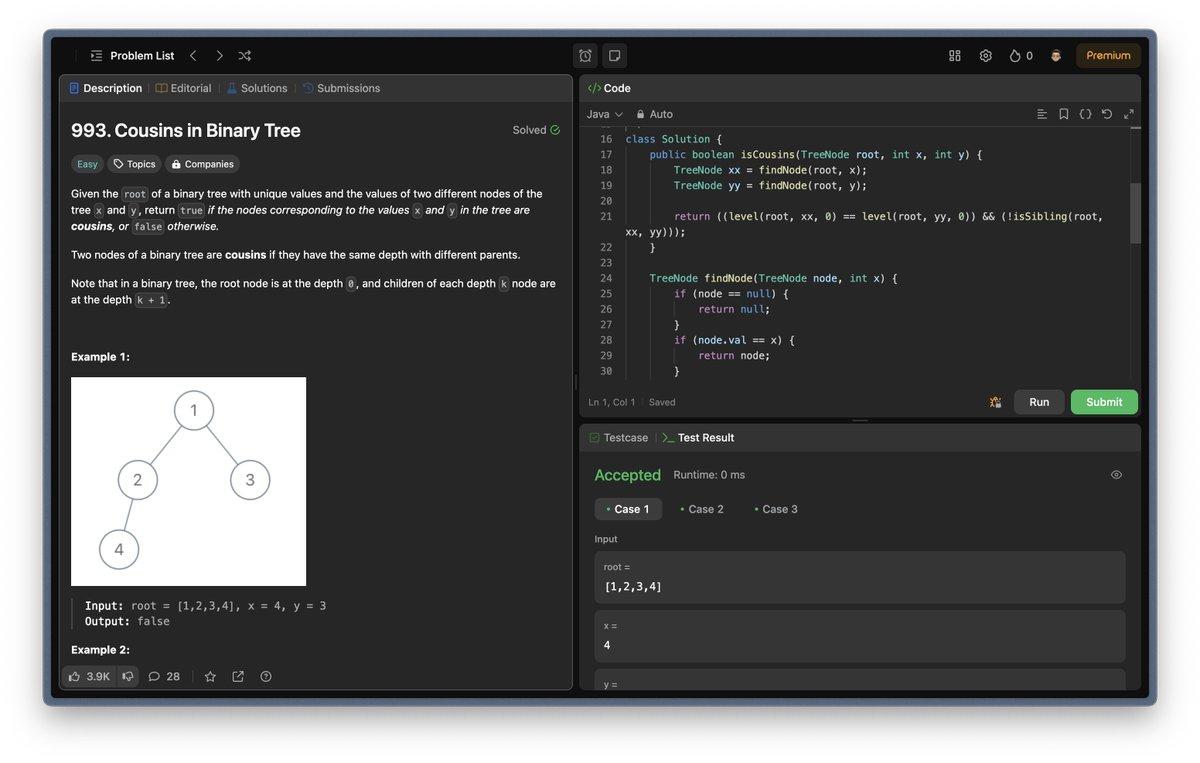 Problem List
0
Premium
Description
Editorial
Solutions
Submissions
993. Cousins in Binary Tree
Solved
Easy
Topics
Companies
Given the root of a binary tree with unique values and the values of two different nodes of the
tree x and y, return true if the nodes corresponding to the values x and y in the tree are
cousins, or false otherwise.
Two nodes of a binary tree are cousins if they have the same depth with different parents.
Note that in a binary tree, the root node is at the depth 0, and children of each depth k node are
at the depth k + 1.
Example 1:
1
2
3
4
Input: root = [1,2,3,4], x = 4, y = 3
Output: false
Example 2:
3.9K
28
</> Code
Java
Auto
16 class Solution {
17 public boolean isCousins(TreeNode root, int x, int y) {
18 TreeNode xx = findNode(root, x);
19 TreeNode yy = findNode(root, y);
20
21 return ((level(root, xx, 0) == level(root, yy, 0)) && (!isSibling(root,
xx, yy)));
22 }
23
24 TreeNode findNode(TreeNode node, int x) {
25 if (node == null) {
26 return null;
27 }
28 if (node.val == x) {
29 return node;
30 }
Ln 1, Col 1
Saved
Run
Submit
Testcase
Test Result
Accepted
Runtime: 0 ms
Case 1
Case 2
Case 3
Input
root =
[1,2,3,4]
x =
4
y =